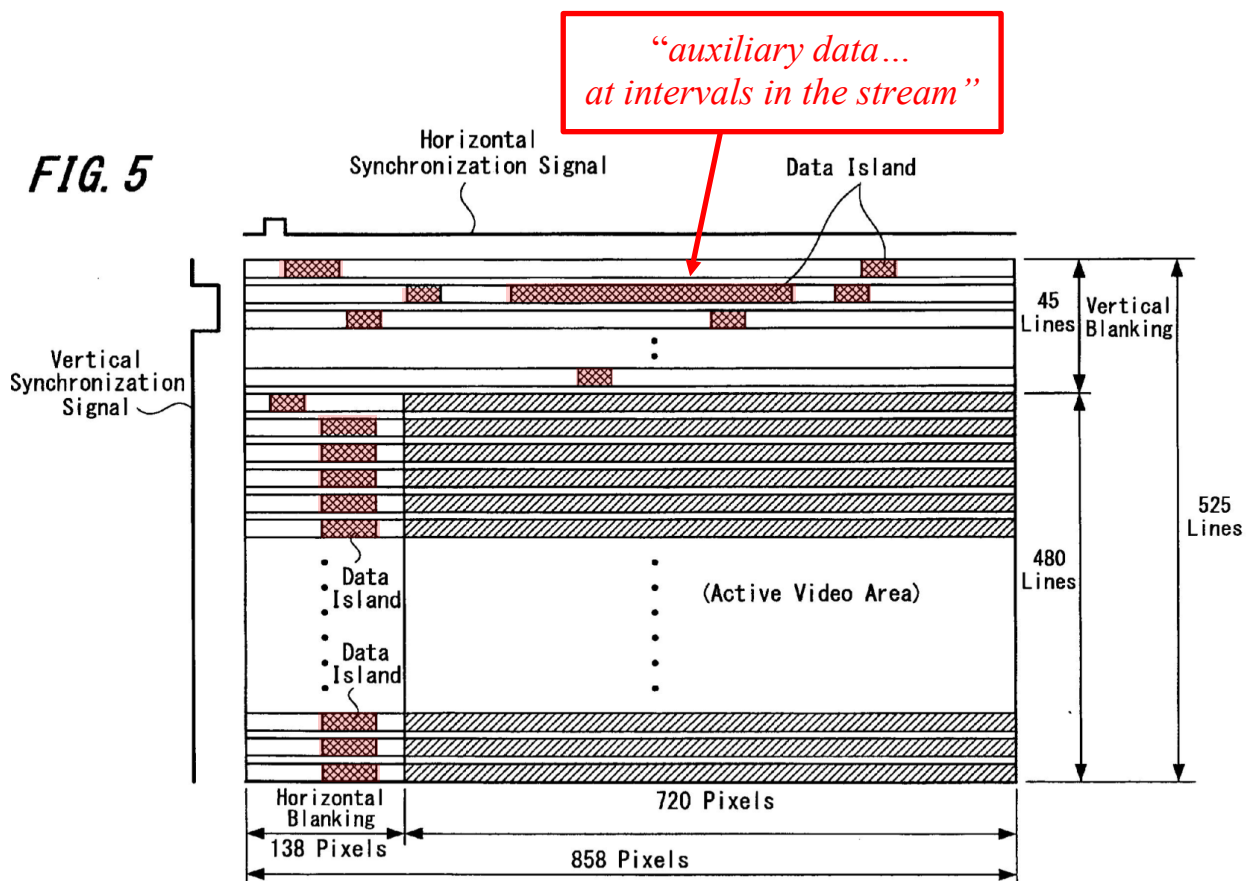 “auxiliary data…
at intervals in the stream”
FIG. 5
Horizontal
Synchronization Signal
Data Island
45
Lines
Vertical
Blanking
Vertical
Synchronization
Signal
525
Lines
480
Lines
Data
Island
(Active Video Area)
Data
Island
Horizontal
Blanking
138 Pixels
720 Pixels
858 Pixels